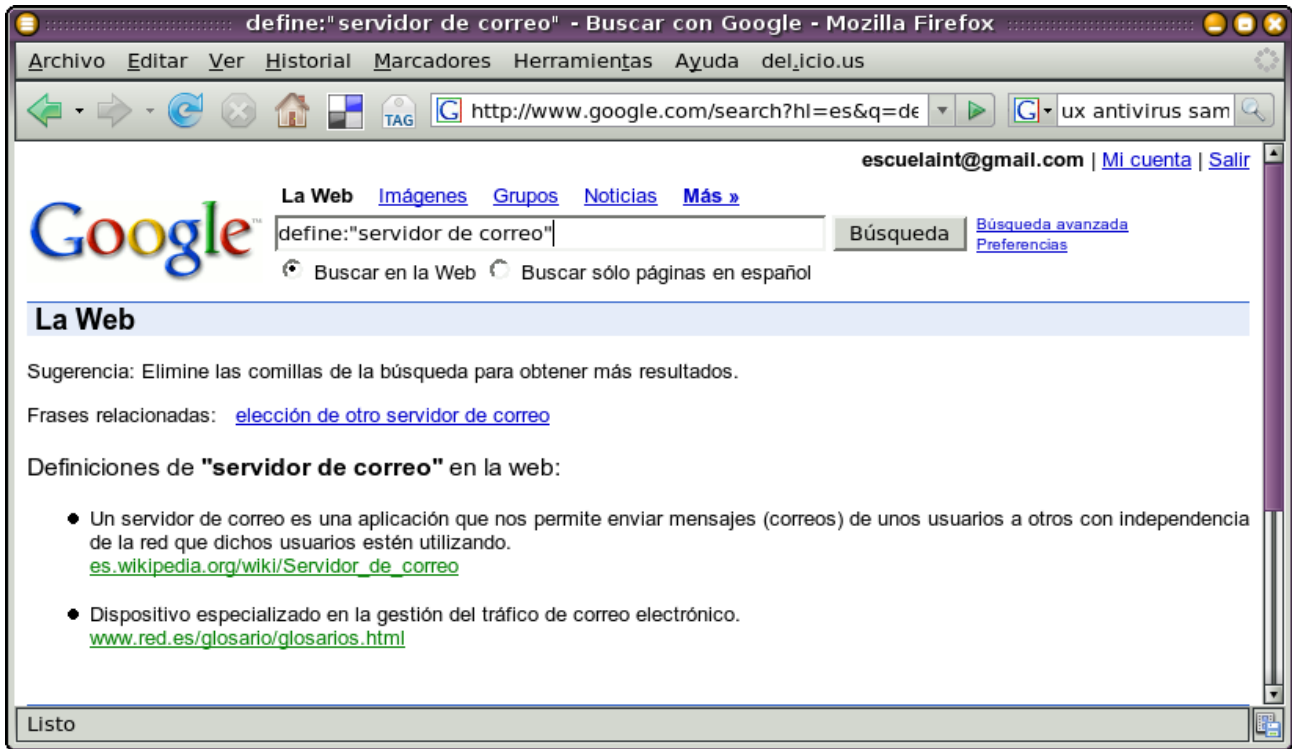 define:"servidor de correo" - Buscar con Google - Mozilla Firefox
Archivo Editar Ver Historial Marcadores Herramientas Ayuda del.icio.us
TAG G http://www.google.com/search?hl=es&q=de G ux antivirus sam
escuelaint@gmail.com | Mi cuenta | Salir
La Web Imágenes Grupos Noticias Más »
Google™ define:"servidor de correo" Búsqueda Búsqueda avanzada
Preferencias
Buscar en la Web Buscar sólo páginas en español
La Web
Sugerencia: Elimine las comillas de la búsqueda para obtener más resultados.
Frases relacionadas: elección de otro servidor de correo
Definiciones de "servidor de correo" en la web:
● Un servidor de correo es una aplicación que nos permite enviar mensajes (correos) de unos usuarios a otros con independencia
de la red que dichos usuarios estén utilizando.
es.wikipedia.org/wiki/Servidor_de_correo
● Dispositivo especializado en la gestión del tráfico de correo electrónico.
www.red.es/glosario/glosarios.html
Listo